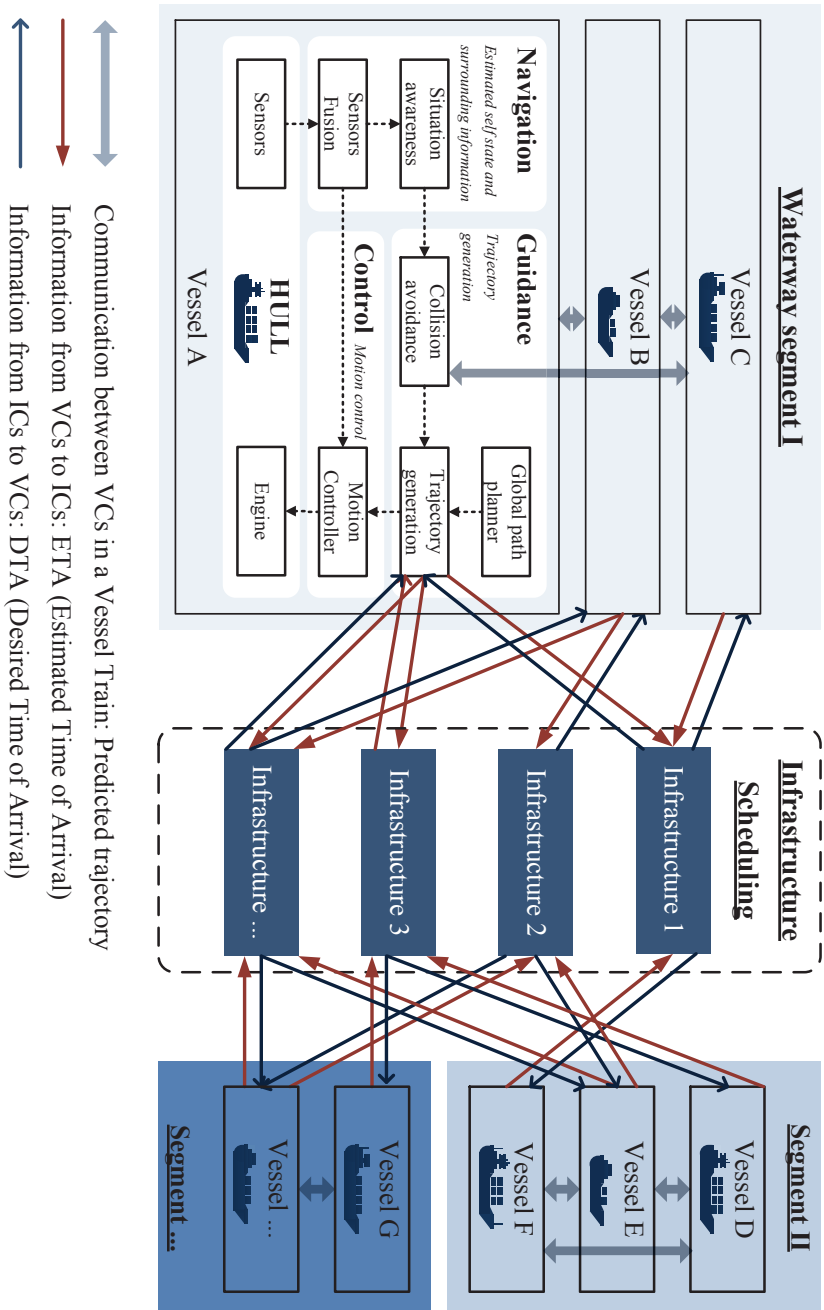 Waterway segment I
Vessel C
Vessel B
Navigation
Estimated self state and
surrounding information
Situation
awareness
Sensors
Fusion
Sensors
Guidance
Trajectory
generation
Collision
avoidance
Control
Motion control
HULL
Global path
planner
Trajectory
generation
Motion
Controller
Engine
Vessel A
Infrastructure
Scheduling
Infrastructure 1
Infrastructure 2
Infrastructure 3
Infrastructure ...
Segment II
Vessel D
Vessel E
Vessel F
Vessel G
Vessel
...
Segment ...
Communication between VCs in a Vessel Train: Predicted trajectory
Information from VCs to ICs: ETA (Estimated Time of Arrival)
Information from ICs to VCs: DTA (Desired Time of Arrival)